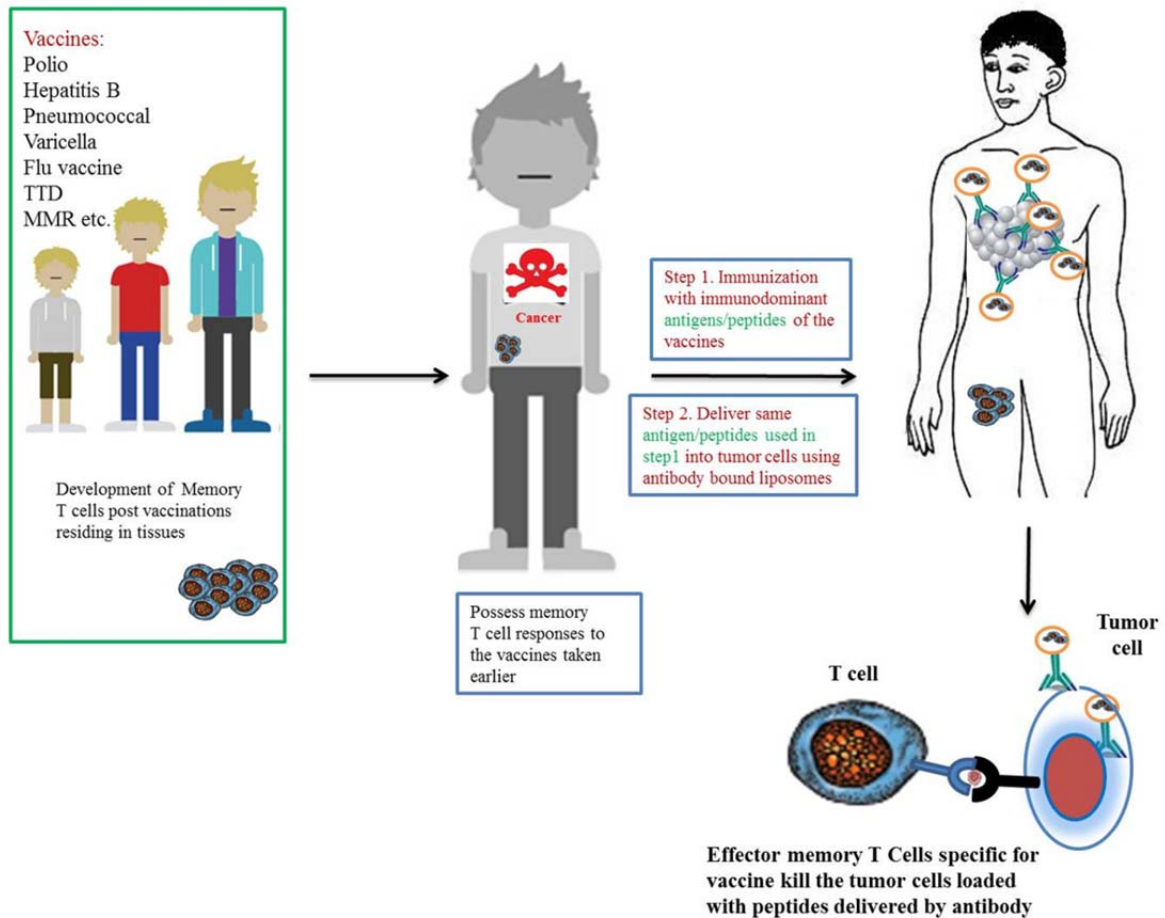 Vaccines:
Polio
Hepatitis B
Pneumococcal
Varicella
Flu vaccine
TTD
MMR etc.
Development of Memory
T cells post vaccinations
residing in tissues
Cancer
Possess memory
T cell responses to
the vaccines taken
earlier
Step 1. Immunization
with immunodominant
antigens/peptides of the
vaccines
Step 2. Deliver same
antigen/peptides used in
step1 into tumor cells using
antibody bound liposomes
Tumor
cell
T cell
Effector memory T Cells specific for
vaccine kill the tumor cells loaded
with peptides delivered by antibody